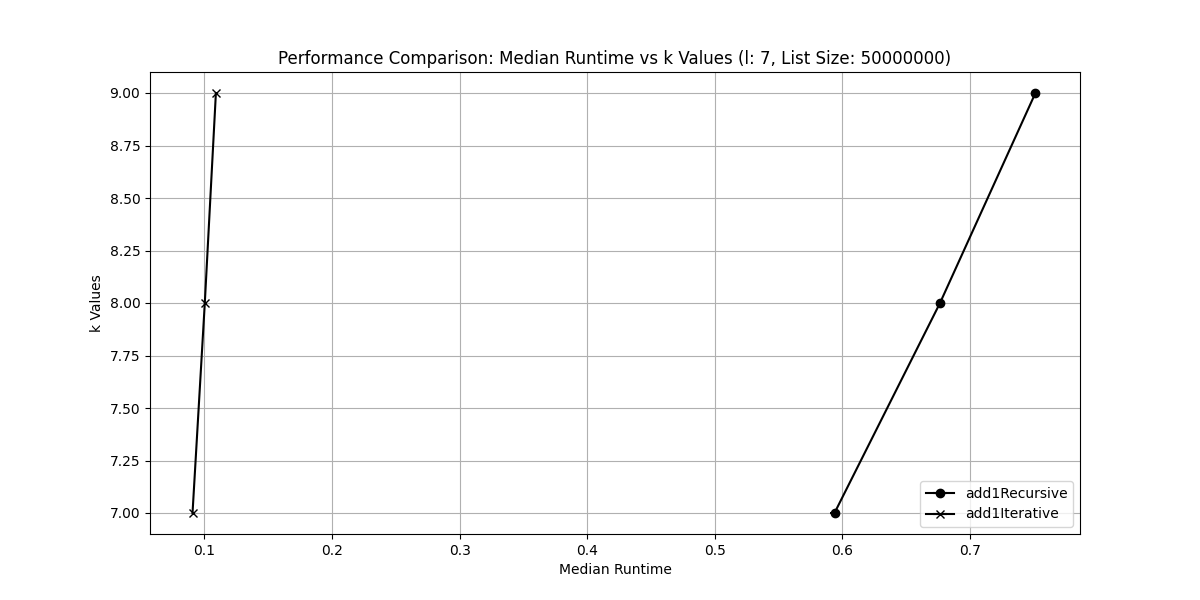 Performance Comparison: Median Runtime vs k Values (l: 7, List Size: 50000000)
9.00
8.75
8.50
8.25
8.00
7.75
7.50
7.25
7.00
k Values
add1Recursive
add1Iterative
0.1 0.2 0.3 0.4 0.5 0.6 0.7
Median Runtime